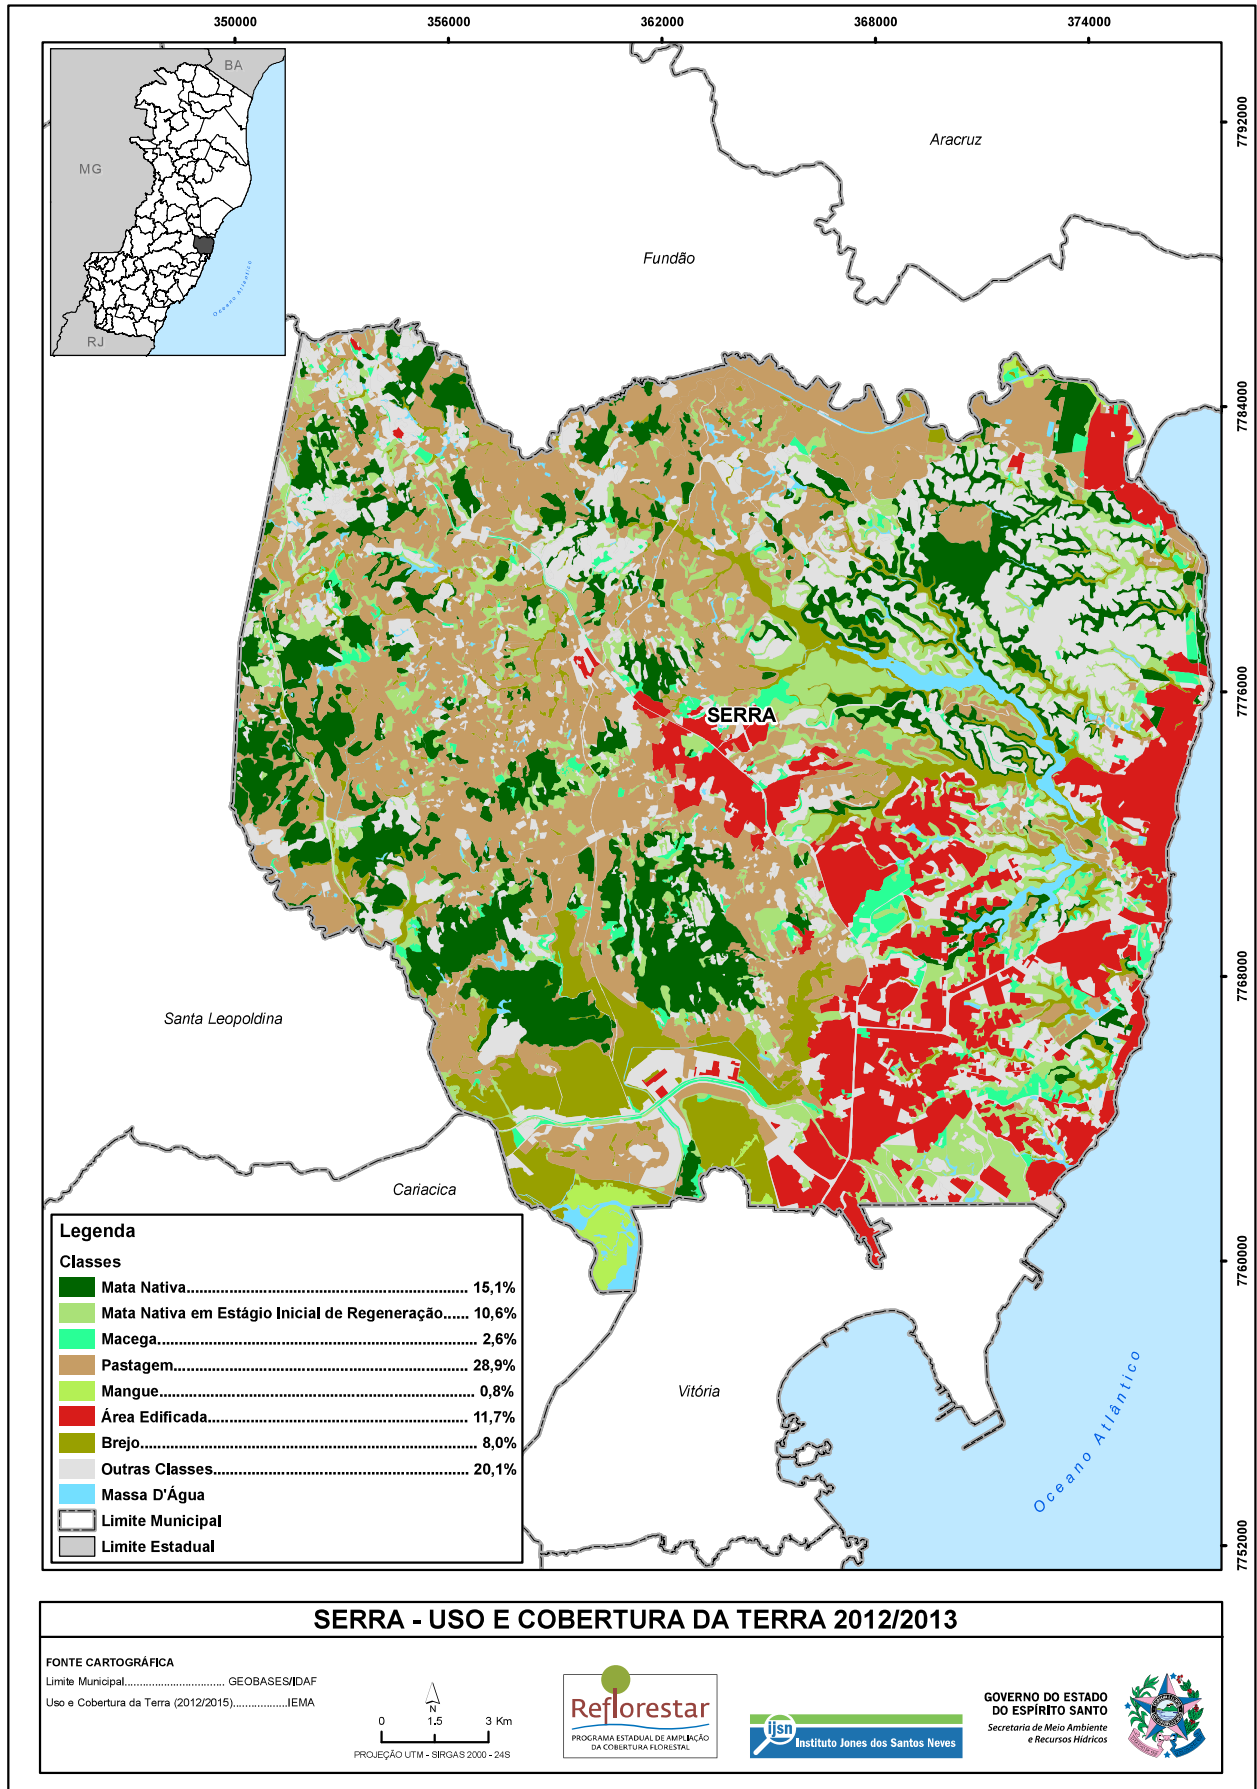 350000 356000 362000 368000 374000
BA
MG
RJ
Oceano Atlântico
7792000
7784000
7776000
7768000
7760000
7752000
Aracruz
Fundão
SERRA
Santa Leopoldina
Cariacica
Vitória
Oceano Atlântico
Legenda
Classes
Mata Nativa 15,1%
Mata Nativa em Estágio Inicial de Regeneração 10,6%
Macega 2,6%
Pastagem 28,9%
Mangue 0,8%
Área Edificada 11,7%
Brejo 8,0%
Outras Classes 20,1%
Massa D'Água
Limite Municipal
Limite Estadual
SERRA - USO E COBERTURA DA TERRA 2012/2013
FONTE CARTOGRÁFICA
Limite Municipal GEOBASES/IDAF
Uso e Cobertura da Terra (2012/2015) IEMA
N
0 1.5 3 Km
PROJEÇÃO UTM - SIRGAS 2000 - 24S
Reflorestar
PROGRAMA ESTADUAL DE AMPLIAÇÃO
DA COBERTURA FLORESTAL
ijsn
Instituto Jones dos Santos Neves
GOVERNO DO ESTADO
DO ESPÍRITO SANTO
Secretaria de Meio Ambiente
e Recursos Hídricos